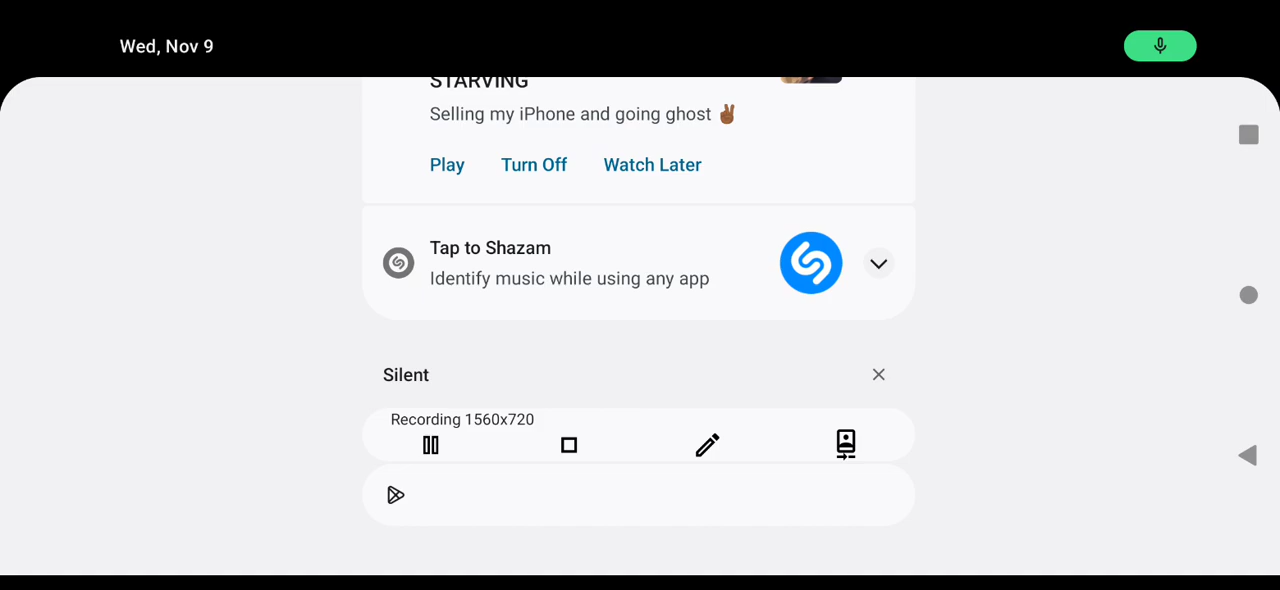 Wed, Nov 9
STARVING
Selling my iPhone and going ghost ✌🏾
Play Turn Off Watch Later
Tap to Shazam
Identify music while using any app
Silent
Recording 1560x720